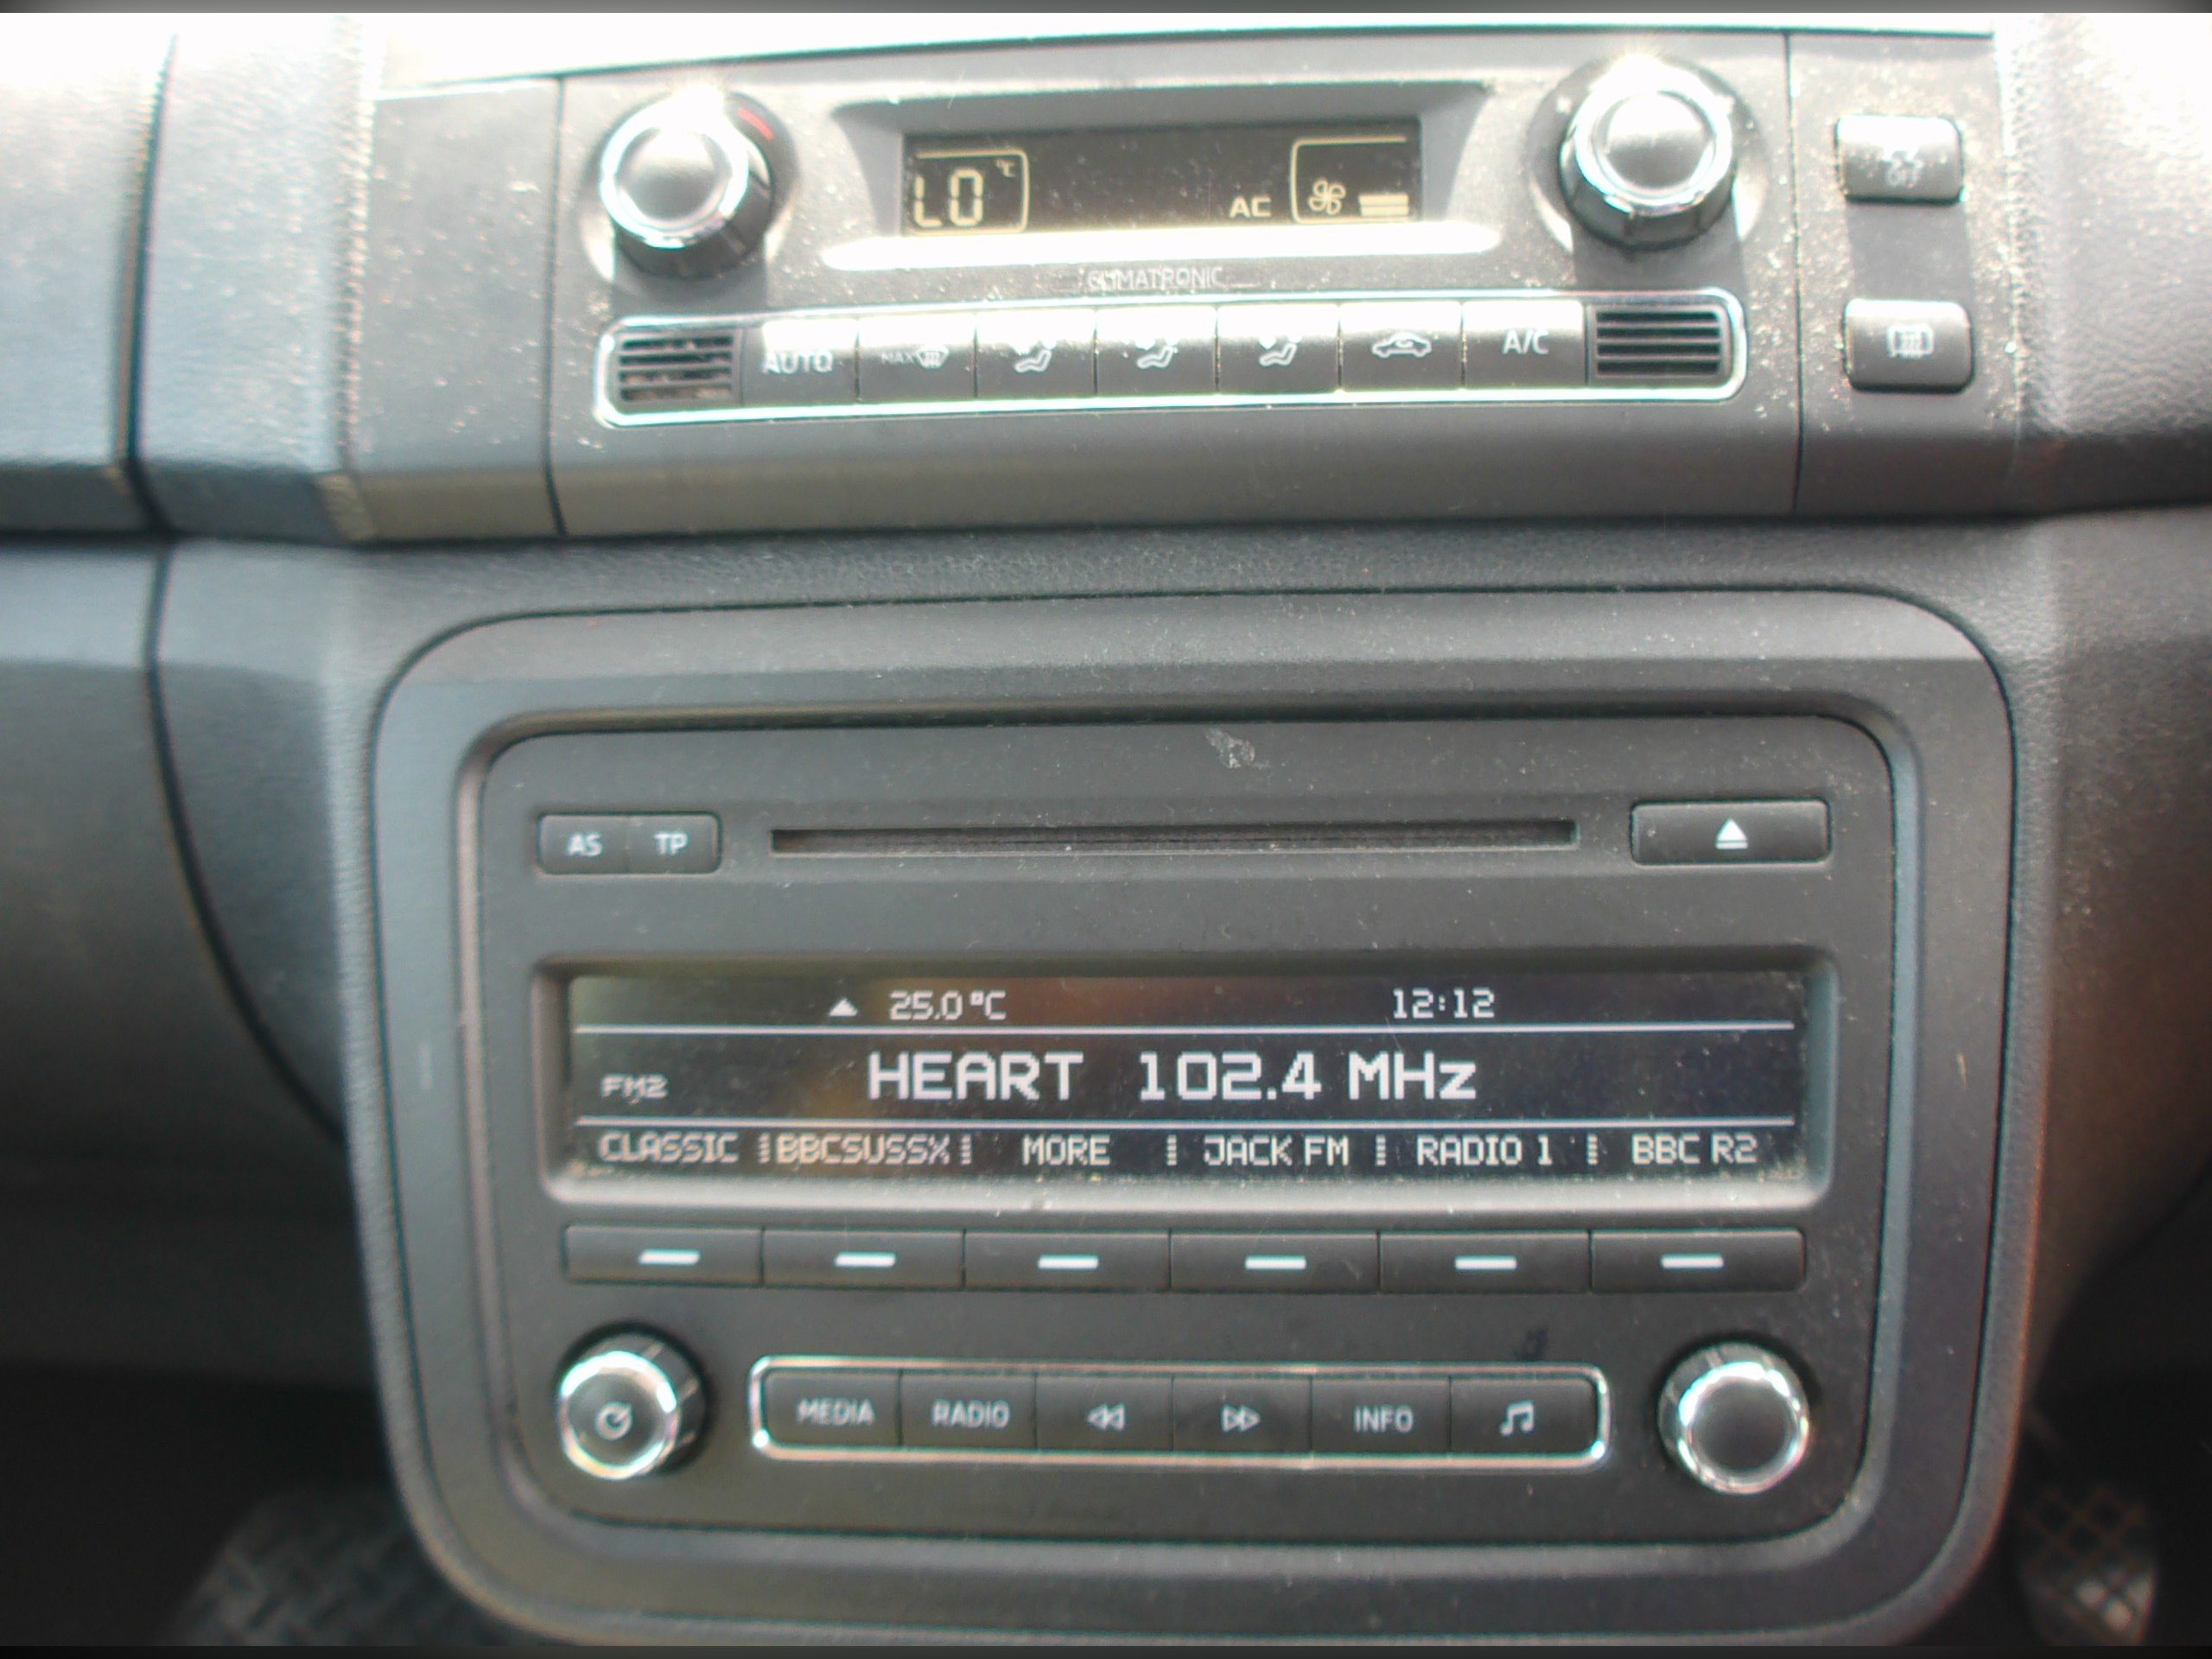 LO °C AC
CLIMATRONIC
AUTO MAX A/C
OFF
AS TP
25.0°C 12:12
FM2 HEART 102.4 MHz
CLASSIC BBCSUSSX MORE JACK FM RADIO 1 BBC R2
MEDIA RADIO INFO